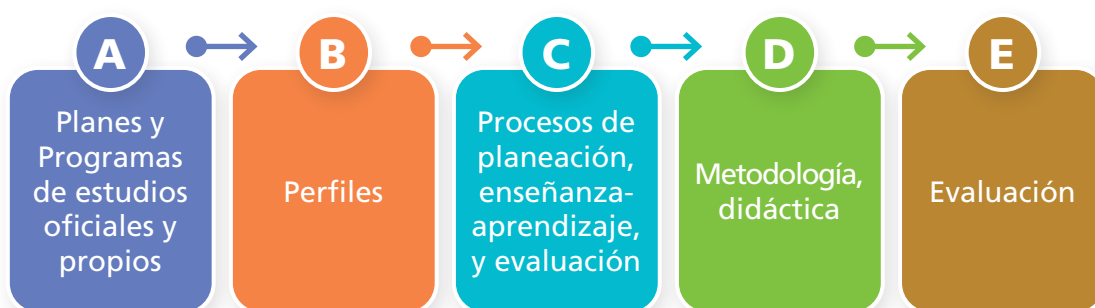 A
Planes y
Programas
de estudios
oficiales y
propios
B
Perfiles
C
Procesos de
planeación,
enseñanza-
aprendizaje,
y evaluación
D
Metodología,
didáctica
E
Evaluación